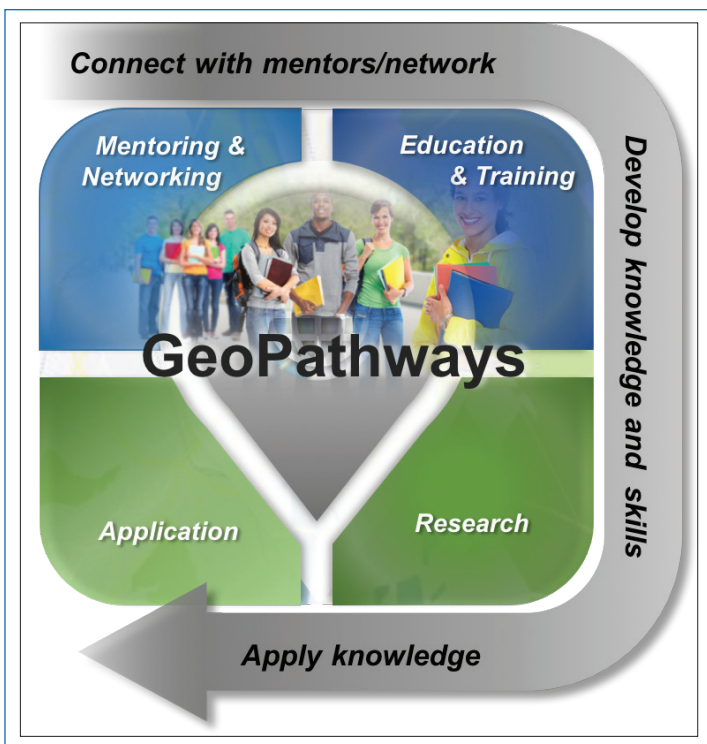 Connect with mentors/network
Mentoring &
Networking
Education
& Training
Develop knowledge and skills
GeoPathways
Application
Research
Apply knowledge